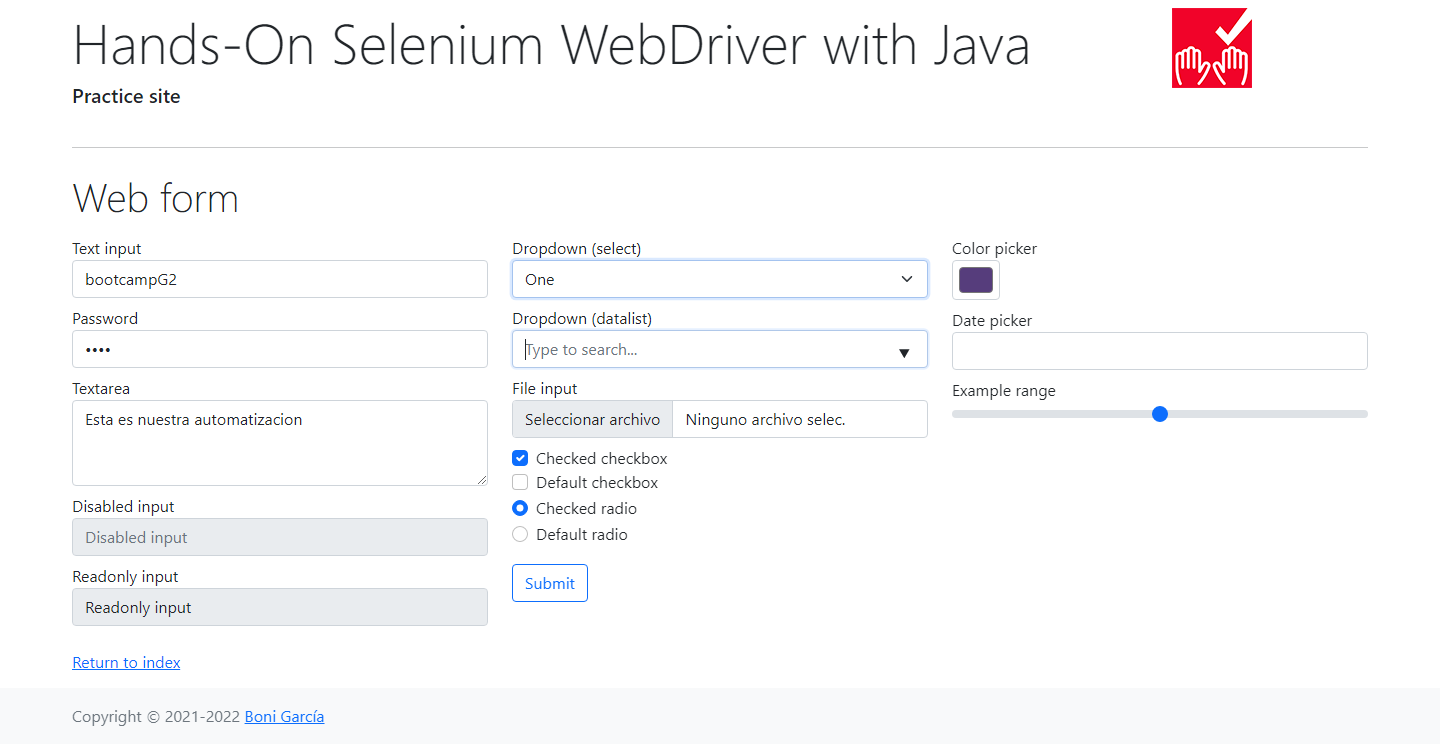 Hands-On Selenium WebDriver with Java
Practice site
Web form
Text input
bootcampG2
Password
••••
Textarea
Esta es nuestra automatizacion
Disabled input
Disabled input
Readonly input
Readonly input
Dropdown (select)
One
Dropdown (datalist)
Type to search...
File input
Seleccionar archivo Ninguno archivo selec.
Checked checkbox
Default checkbox
Checked radio
Default radio
Submit
Color picker
Date picker
Example range
Return to index
Copyright © 2021-2022 Boni García